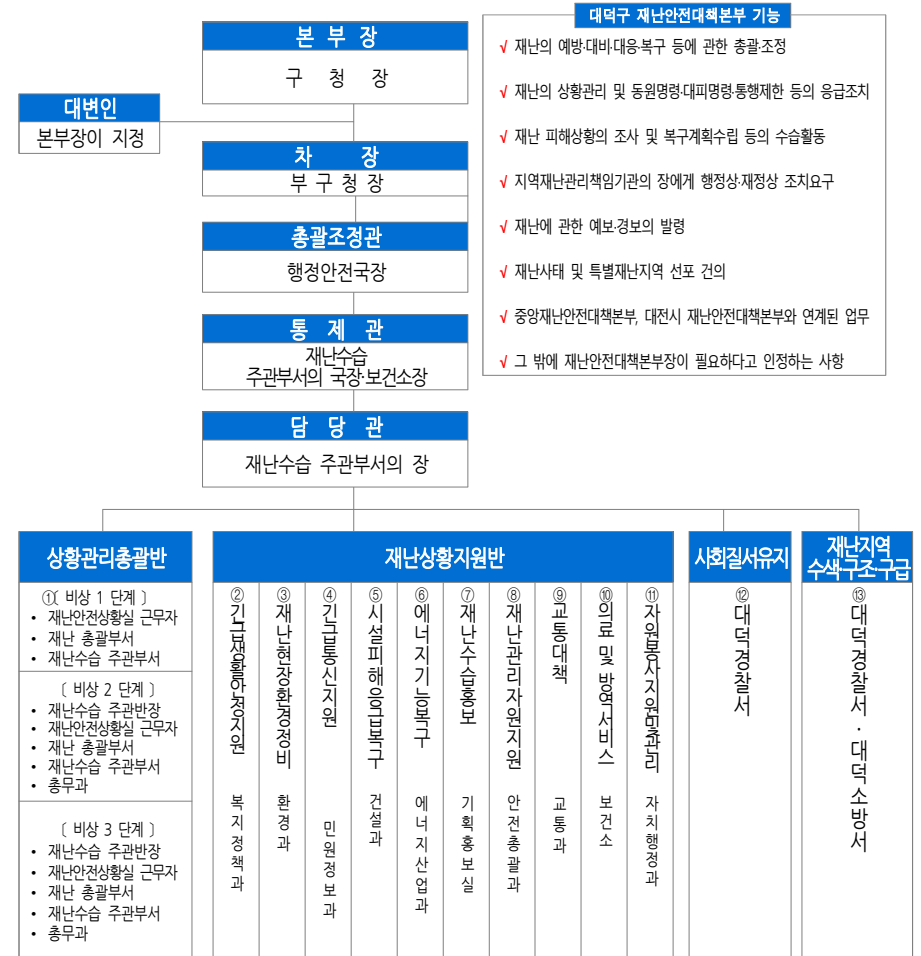 본 부 장
구 청 장
대변인
본부장이 지정
차 장
부 구 청 장
총괄조정관
행정안전국장
통 제 관
재난수습
주관부서의 국장·보건소장
담 당 관
재난수습 주관부서의 장
대덕구 재난안전대책본부 기능
√ 재난의 예방·대비·대응·복구 등에 관한 총괄·조정
√ 재난의 상황관리 및 동원명령·대피명령·통행제한 등의 응급조치
√ 재난 피해상황의 조사 및 복구계획수립 등의 수습활동
√ 지역재난관리책임기관의 장에게 행정상·재정상 조치요구
√ 재난에 관한 예보·경보의 발령
√ 재난사태 및 특별재난지역 선포 건의
√ 중앙재난안전대책본부, 대전시 재난안전대책본부와 연계된 업무
√ 그 밖에 재난안전대책본부장이 필요하다고 인정하는 사항
상황관리총괄반
①〔 비상 1 단계 〕
• 재난안전상황실 근무자
• 재난 총괄부서
• 재난수습 주관부서
〔 비상 2 단계 〕
• 재난수습 주관반장
• 재난안전상황실 근무자
• 재난 총괄부서
• 재난수습 주관부서
• 총무과
〔 비상 3 단계 〕
• 재난수습 주관반장
• 재난안전상황실 근무자
• 재난 총괄부서
• 재난수습 주관부서
• 총무과
재난상황지원반
②긴급생활안정지원
복지정책과
③재난현장환경정비
환경과
④긴급통신지원
민원정보과
⑤시설피해응급복구
건설과
⑥에너지기능복구
에너지산업과
⑦재난수습홍보
기획홍보실
⑧재난관리자원지원
안전총괄과
⑨교통대책
교통과
⑩의료 및 방역서비스
보건소
⑪자원봉사지원및관리
자치행정과
사회질서유지
⑫대덕경찰서
재난지역
수색·구조·구급
⑬대덕경찰서 · 대덕소방서